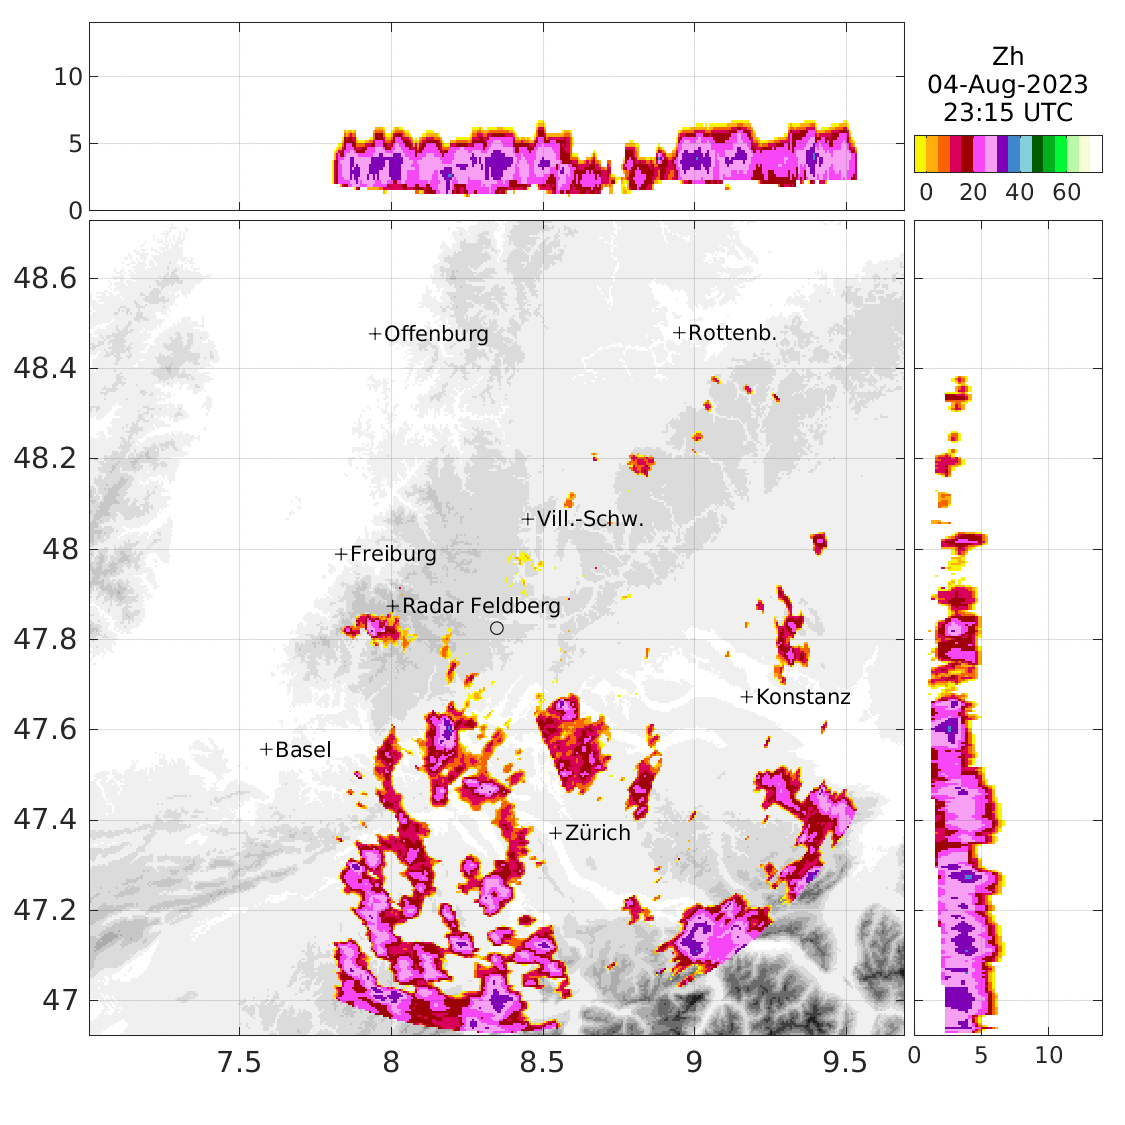 10
5
0
Zh
04-Aug-2023
23:15 UTC
0 20 40 60
48.6
48.4
48.2
48
47.8
47.6
47.4
47.2
47
+Offenburg
+Rottenb.
+Vill.-Schw.
+Freiburg
+Radar Feldberg
+Konstanz
+Basel
+Zürich
7.5 8 8.5 9 9.5
0 5 10